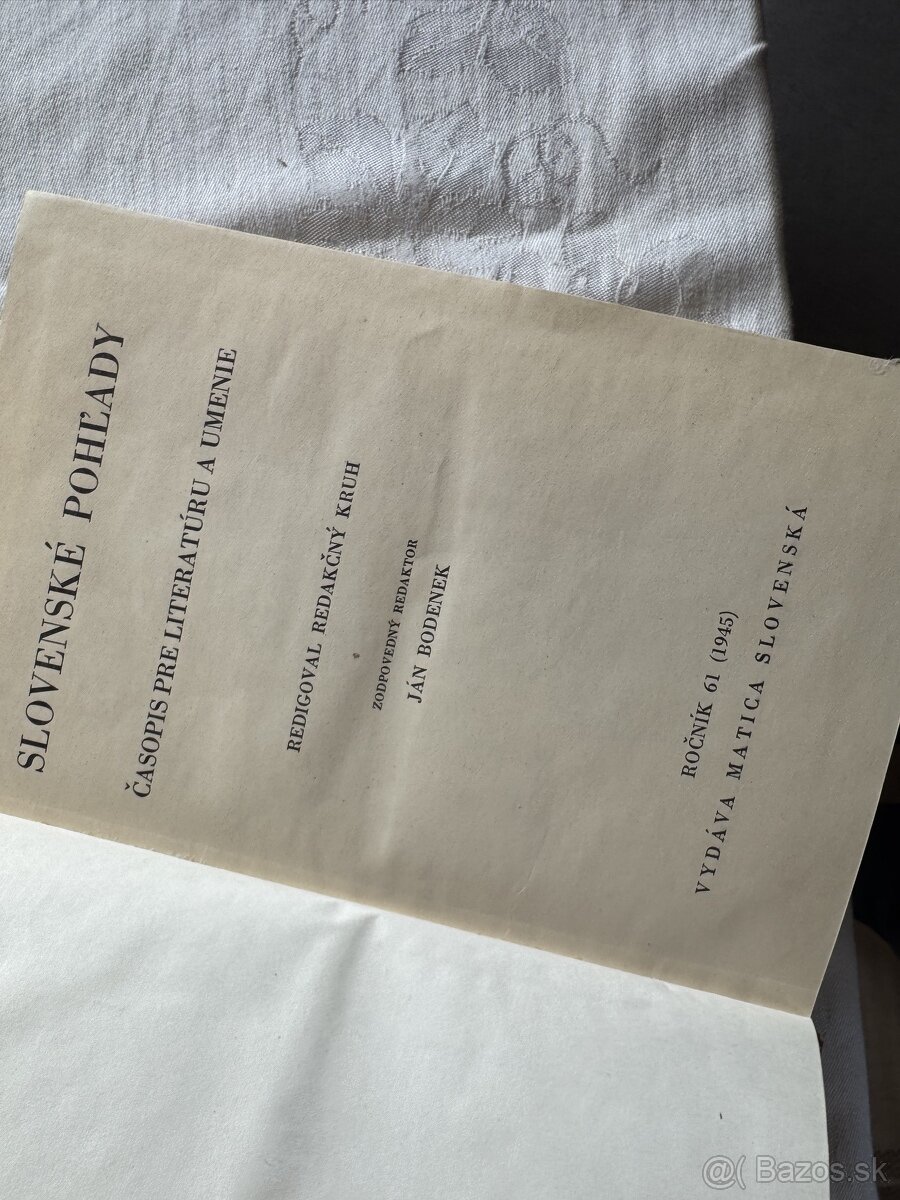 SLOVENSKÉ POHĽADY
ČASOPIS PRE LITERATÚRU A UMENIE
REDIGOVAL REDAKČNÝ KRUH
ZODPOVEDNÝ REDAKTOR
JÁN BODENEK
ROČNÍK 61 (1945)
VYDÁVA MATICA SLOVENSKÁ
@( Bazos.sk